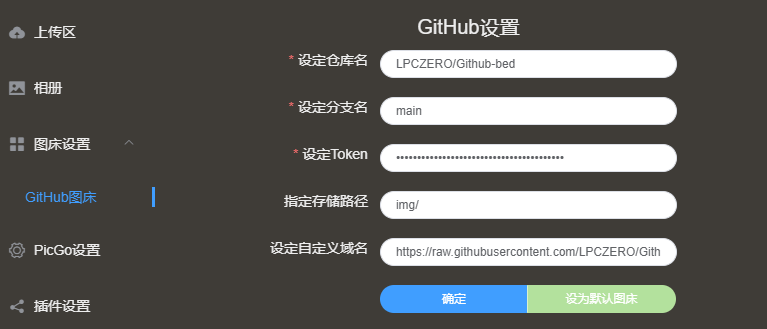 GitHub设置
上传区
相册
图床设置
GitHub图床
PicGo设置
插件设置
* 设定仓库名
LPCZERO/Github-bed
* 设定分支名
main
* 设定Token
指定存储路径
img/
设定自定义域名
https://raw.githubusercontent.com/LPCZERO/Gith
确定
设为默认图床